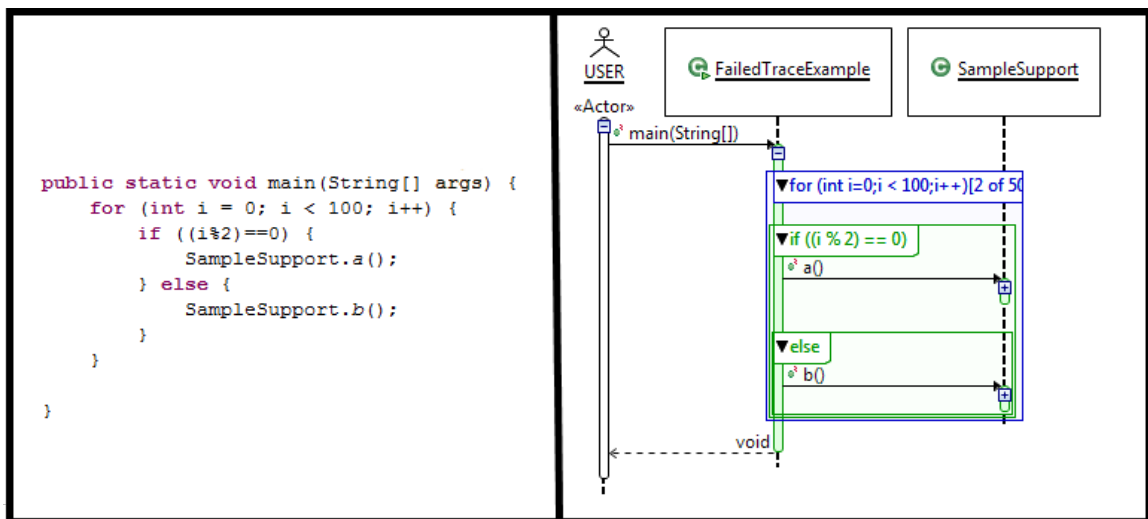 public static void main(String[] args) {
for (int i = 0; i < 100; i++) {
if ((i%2)==0) {
SampleSupport.a();
} else {
SampleSupport.b();
}
}
}
USER
FailedTraceExample
SampleSupport
«Actor»
main(String[])
for (int i=0;i < 100;i++)[2 of 50
if ((i % 2) == 0)
a()
else
b()
void